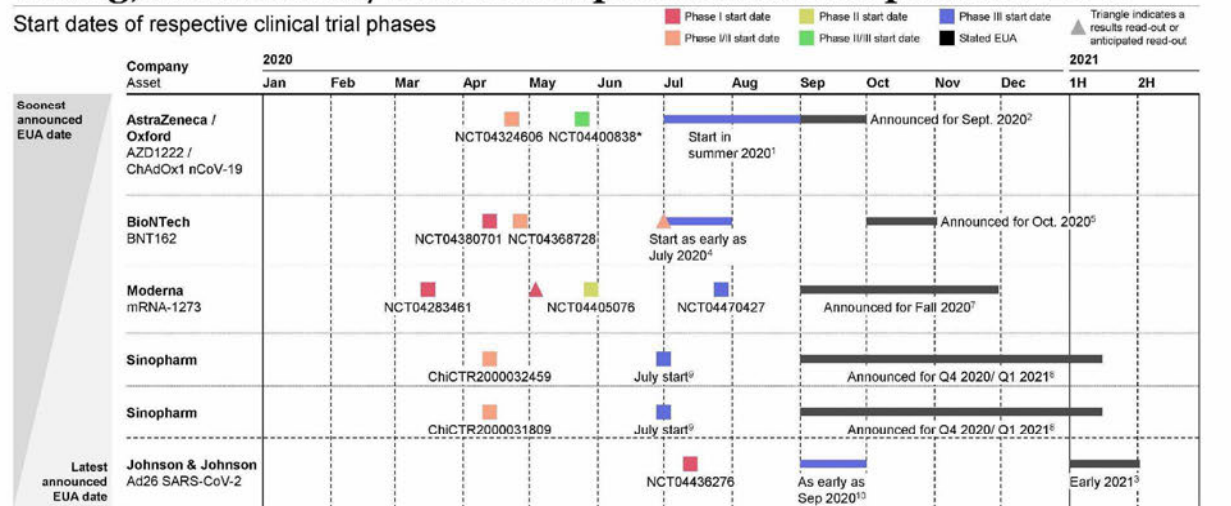 Start dates of respective clinical trial phases
Phase I start date
Phase II start date
Phase III start date
Triangle indicates a
results read-out or
anticipated read-out
Phase I/II start date
Phase II/III start date
Stated EUA
Company
Asset
2020
2021
Jan Feb Mar Apr May Jun Jul Aug Sep Oct Nov Dec 1H 2H
Soonest
announced
EUA date
AstraZeneca /
Oxford
AZD1222 /
ChAdOx1 nCoV-19
NCT04324606 NCT04400838*
Start in
summer 2020¹
Announced for Sept. 2020²
BioNTech
BNT162
NCT04380701 NCT04368728
Start as early as
July 2020⁴
Announced for Oct. 2020⁵
Moderna
mRNA-1273
NCT04283461
NCT04405076
NCT04470427
Announced for Fall 2020⁷
Sinopharm
ChiCTR2000032459
July start⁹
Announced for Q4 2020/ Q1 2021⁸
Sinopharm
ChiCTR2000031809
July start⁹
Announced for Q4 2020/ Q1 2021⁸
Latest
announced
EUA date
Johnson & Johnson
Ad26 SARS-CoV-2
NCT04436276
As early as
Sep 2020¹⁰
Early 2021³